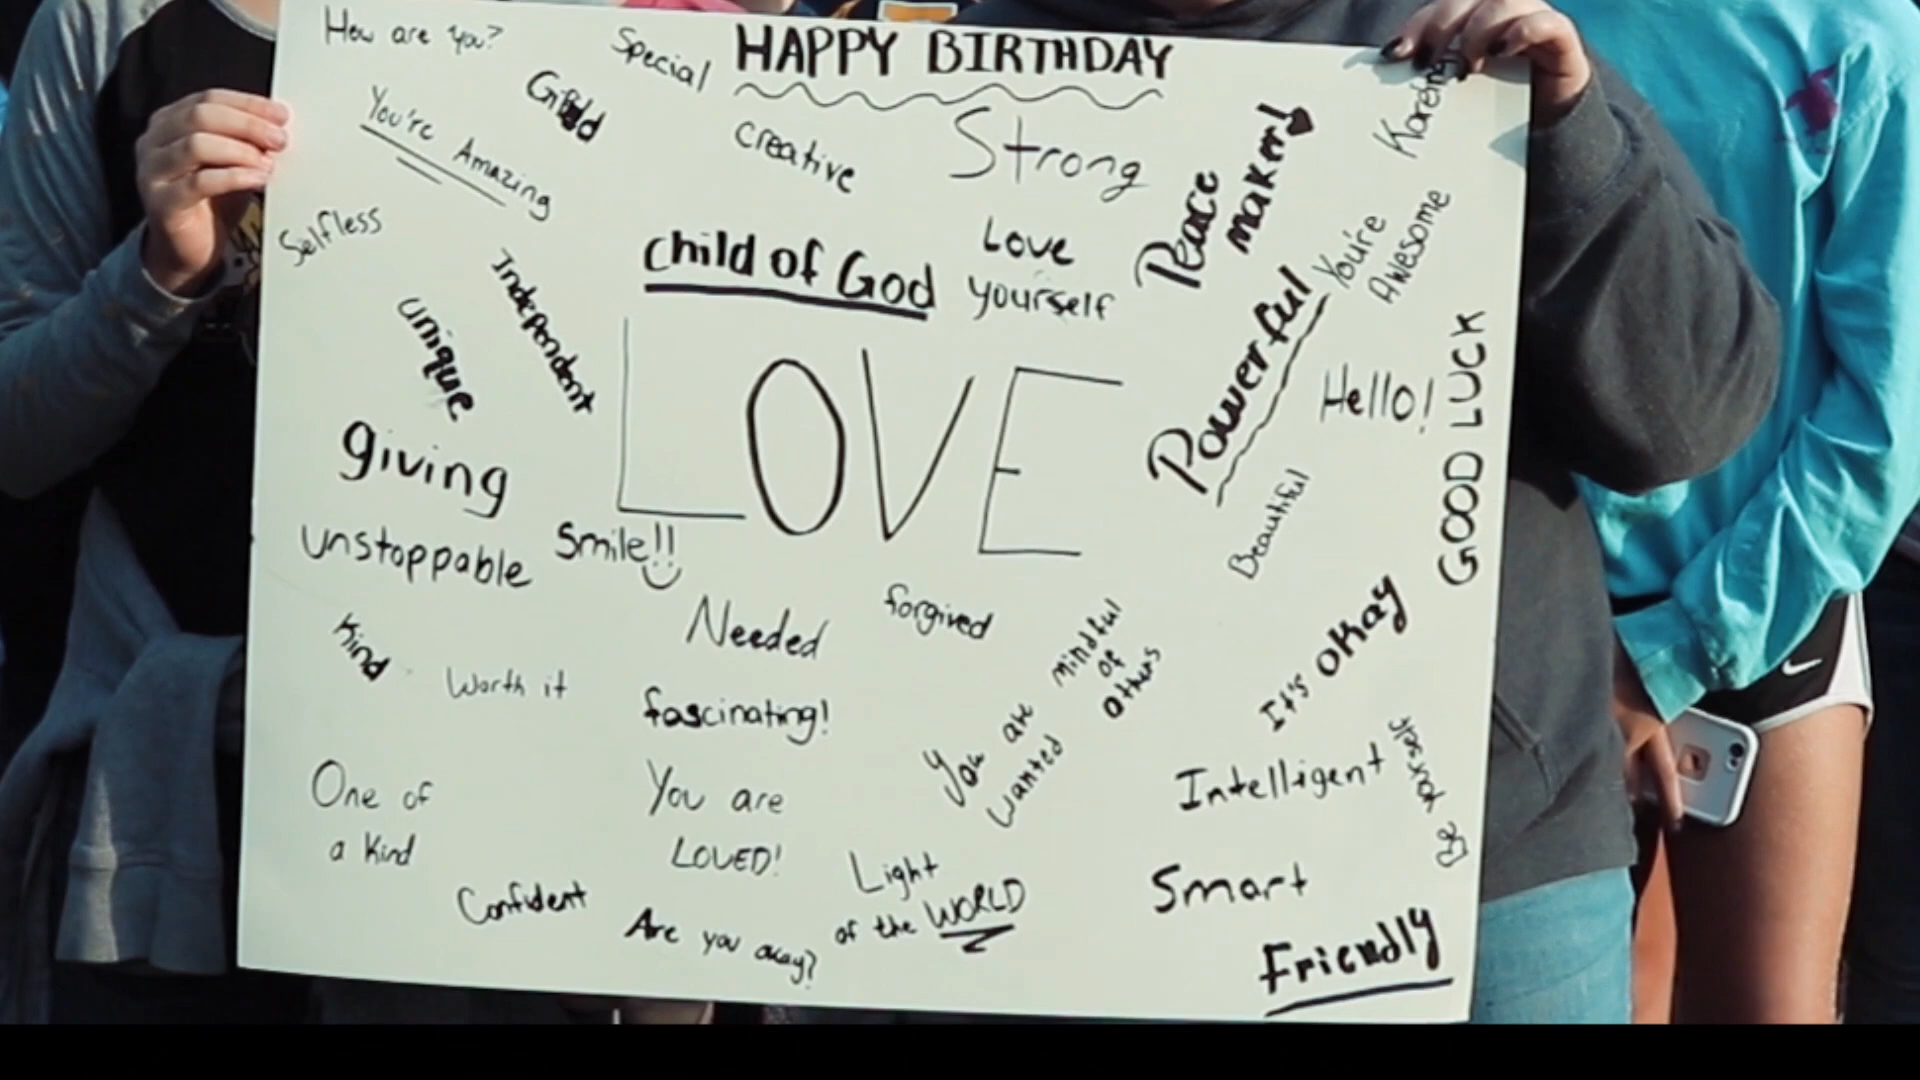 How are you?
Special
HAPPY BIRTHDAY
You're Amazing
creative
Strong
Peace
maker!
Selfless
Independent
child of God
Love
yourself
You're
Awesome
unique
LOVE
Powerful
Hello!
GOOD LUCK
giving
unstoppable
Smile!!
Beautiful
Kind
Needed
forgived
mindful
of
others
It's okay
Worth it
fascinating!
You are
wanted
One of
a kind
You are
LOVED!
Intelligent
Be yourself
Confident
Light
of the WORLD
Smart
Are you okay?
Friendly